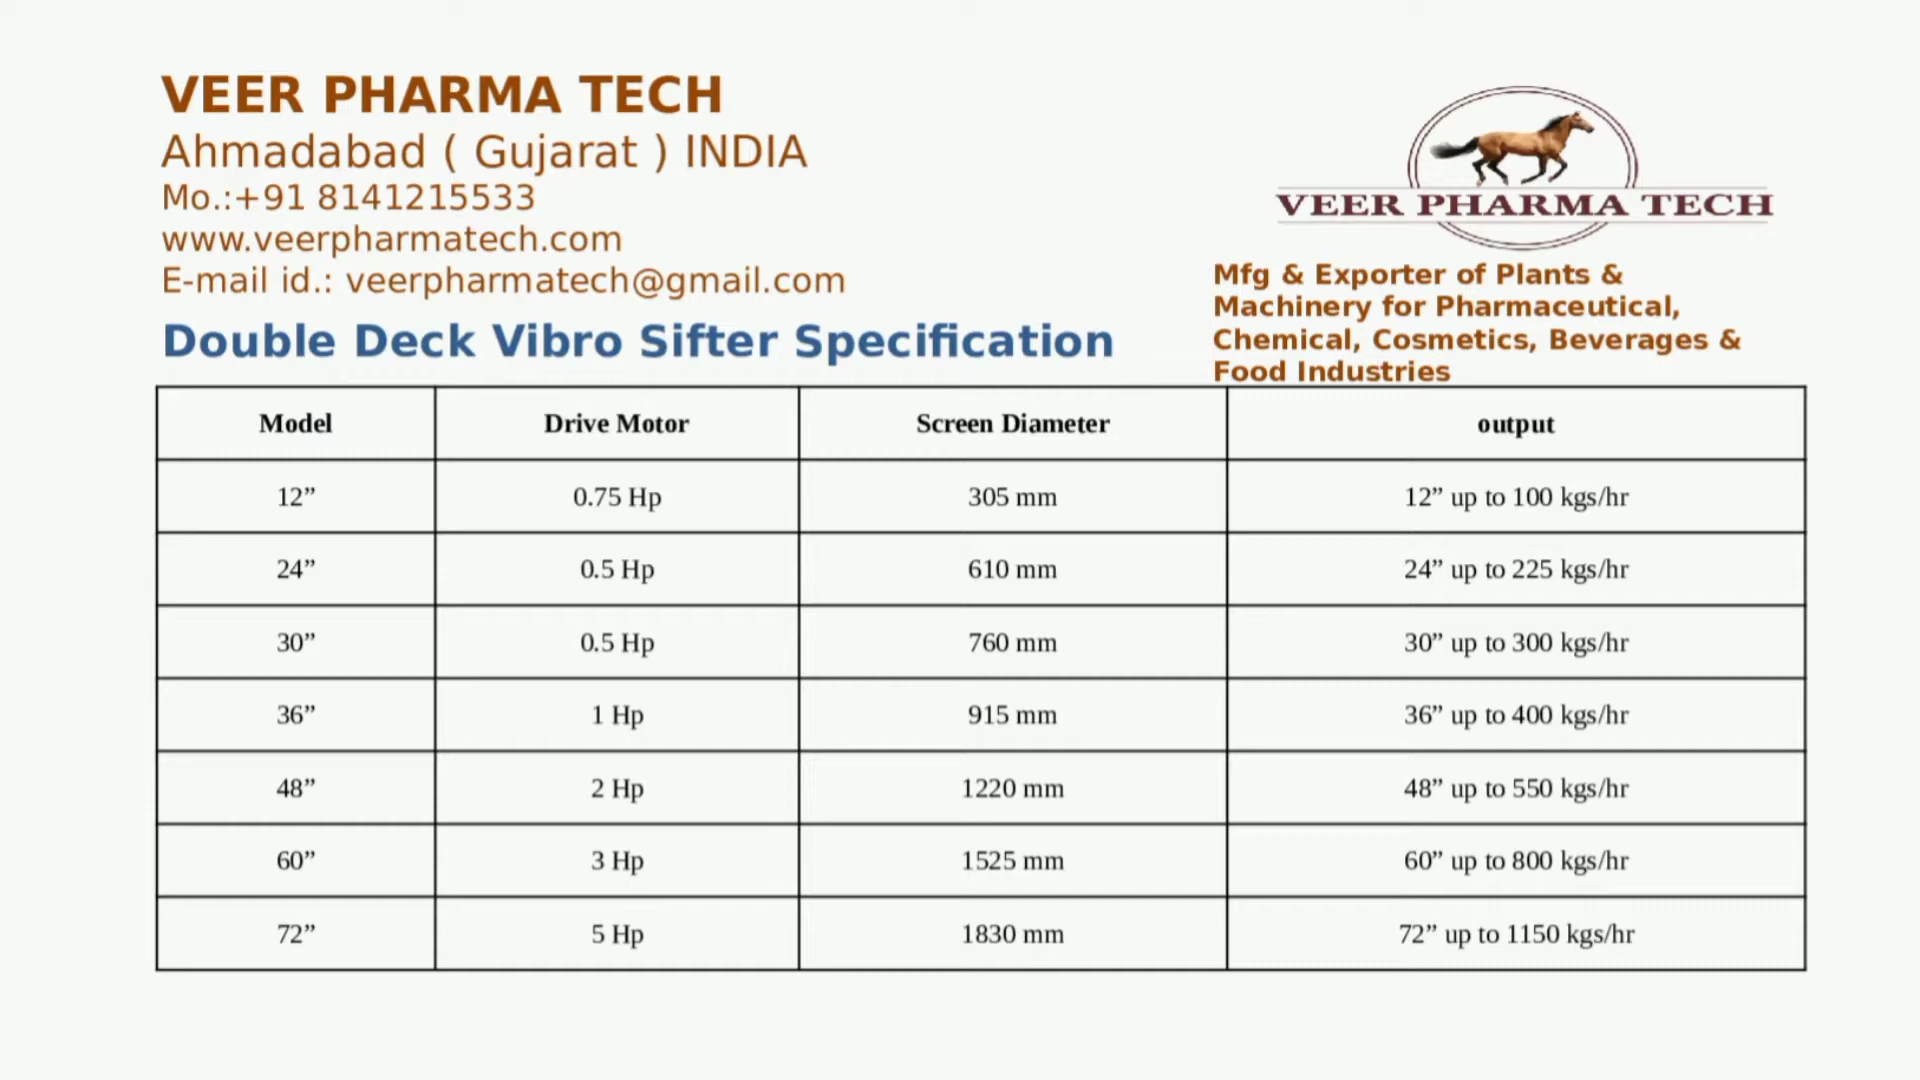 VEER PHARMA TECH
Ahmadabad ( Gujarat ) INDIA
Mo.:+91 8141215533
www.veerpharmatech.com
E-mail id.: veerpharmatech@gmail.com
VEER PHARMA TECH
Mfg & Exporter of Plants &
Machinery for Pharmaceutical,
Chemical, Cosmetics, Beverages &
Food Industries
Double Deck Vibro Sifter Specification
Model Drive Motor Screen Diameter output
12” 0.75 Hp 305 mm 12” up to 100 kgs/hr
24” 0.5 Hp 610 mm 24” up to 225 kgs/hr
30” 0.5 Hp 760 mm 30” up to 300 kgs/hr
36” 1 Hp 915 mm 36” up to 400 kgs/hr
48” 2 Hp 1220 mm 48” up to 550 kgs/hr
60” 3 Hp 1525 mm 60” up to 800 kgs/hr
72” 5 Hp 1830 mm 72” up to 1150 kgs/hr